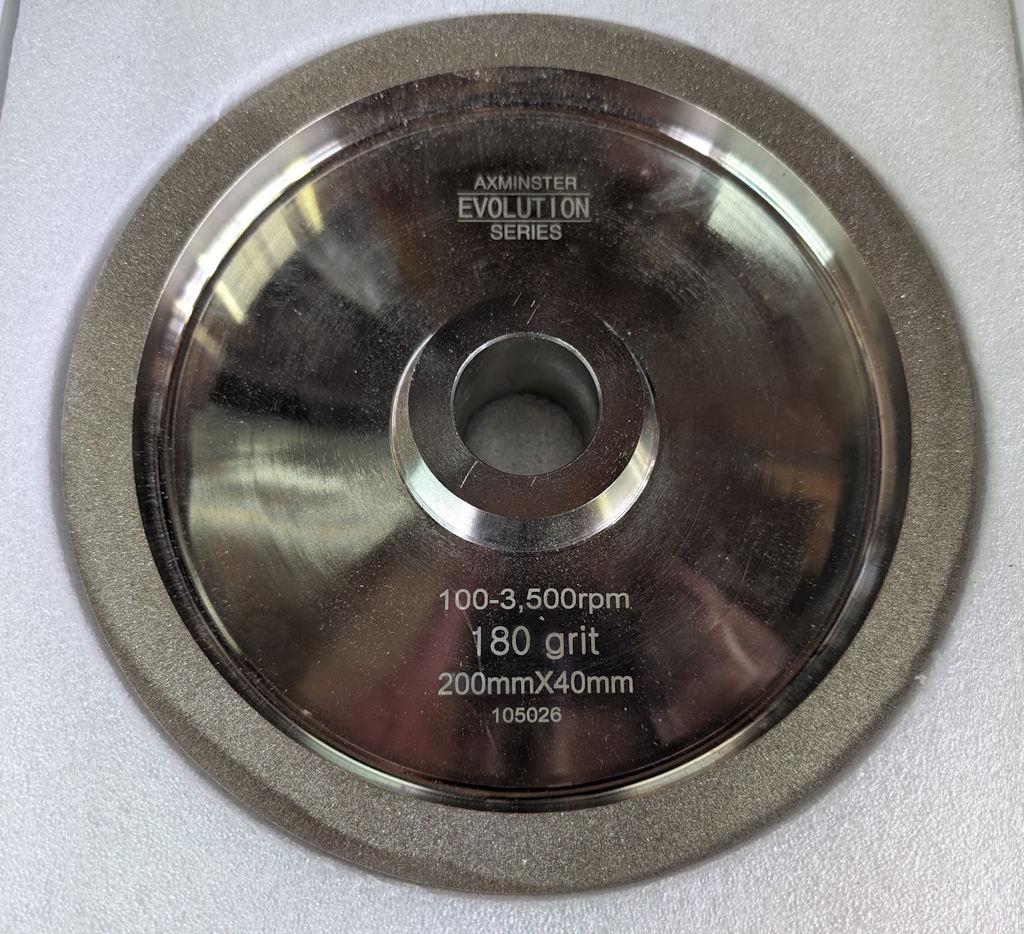 AXMINSTER
EVOLUTION
SERIES
100-3,500rpm
180 grit
200mmX40mm
105026